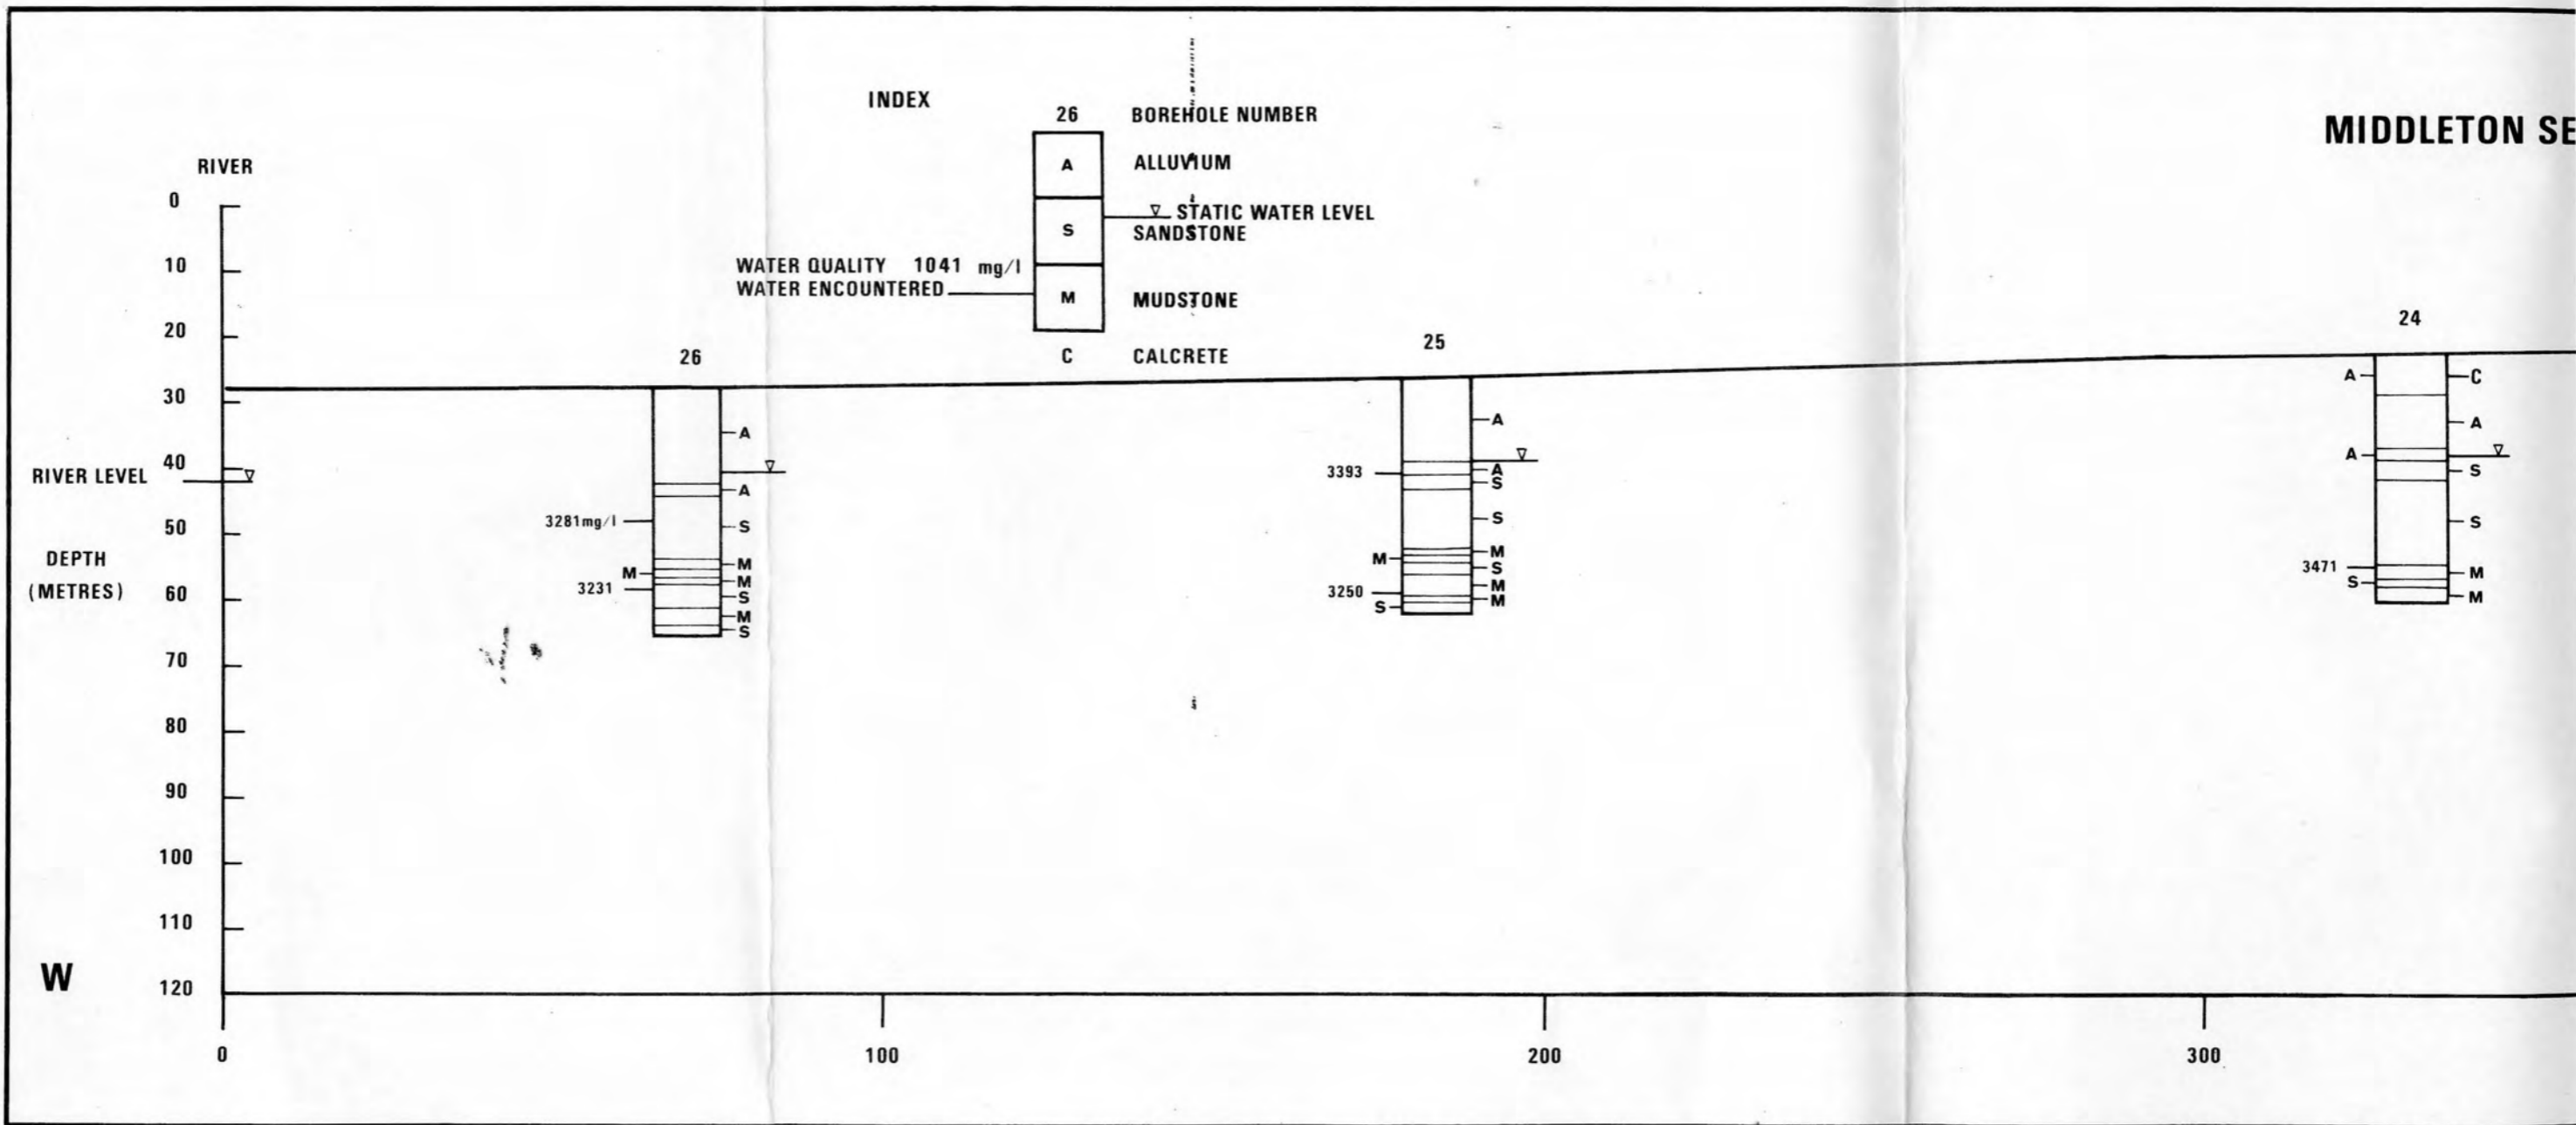 INDEX
26 BOREHOLE NUMBER
MIDDLETON SE
A ALLUVIUM
RIVER
0
STATIC WATER LEVEL
S SANDSTONE
10
WATER QUALITY 1041 mg/l
WATER ENCOUNTERED
M MUDSTONE
20
C CALCRETE
26
25
24
30
A
A
A
C
A
40
RIVER LEVEL
A
3393
A
S
A
S
A
3281mg/l
S
S
S
50
DEPTH
(METRES)
M
M
M
3231
S
M
S
M
M
S
3250
M
M
S
3471
M
S
M
60
70
80
90
100
110
W
120
0
100
200
300